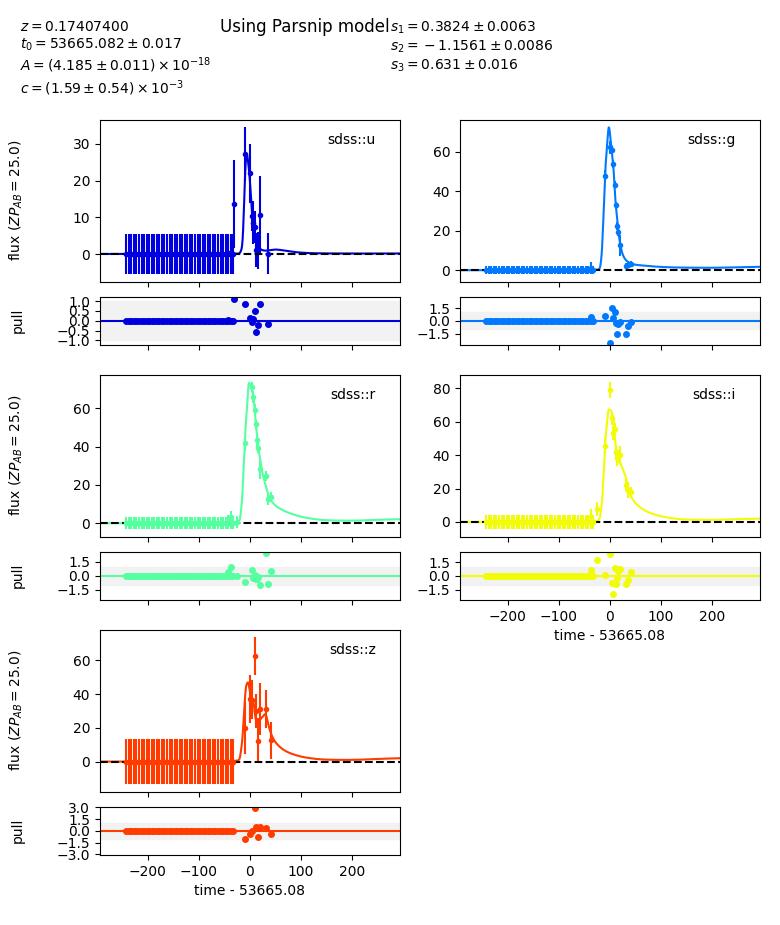 Using Parsnip model
z = 0.17407400
t₀ = 53665.082 ± 0.017
A = (4.185 ± 0.011) × 10⁻¹⁸
c = (1.59 ± 0.54) × 10⁻³
s₁ = 0.3824 ± 0.0063
s₂ = −1.1561 ± 0.0086
s₃ = 0.631 ± 0.016
flux (ZP_AB = 25.0)
30
20
10
0
sdss::u
60
40
20
0
sdss::g
pull
1.0
0.5
0.0
−0.5
−1.0
1.5
0.0
−1.5
flux (ZP_AB = 25.0)
60
40
20
0
sdss::r
80
60
40
20
0
sdss::i
pull
1.5
0.0
−1.5
1.5
0.0
−1.5
−200 −100 0 100 200
time - 53665.08
flux (ZP_AB = 25.0)
60
40
20
0
sdss::z
pull
3.0
1.5
0.0
−1.5
−3.0
−200 −100 0 100 200
time - 53665.08